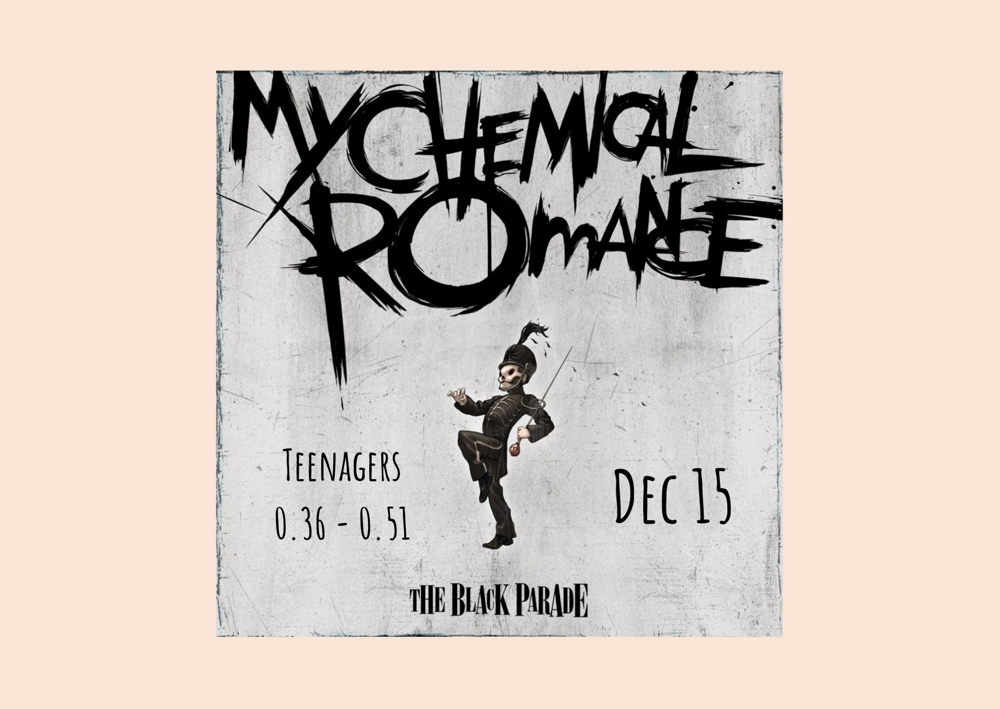 My Chemical
Romance
Teenagers
0.36 - 0.51
Dec 15
The Black Parade